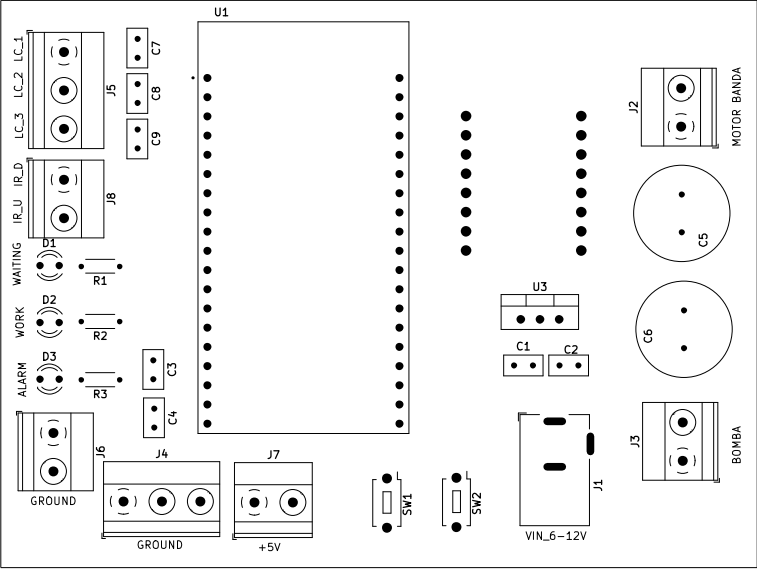 U1
LC_1
LC_2
LC_3
J5
C7
C8
C9
IR_D
IR_U
J8
J2
MOTOR BANDA
C5
WAITING
D1
R1
WORK
D2
R2
ALARM
D3
R3
C3
C4
U3
C1
C2
C6
J3
BOMBA
J6
GROUND
J4
GROUND
J7
+5V
SW1
SW2
J1
VIN_6-12V